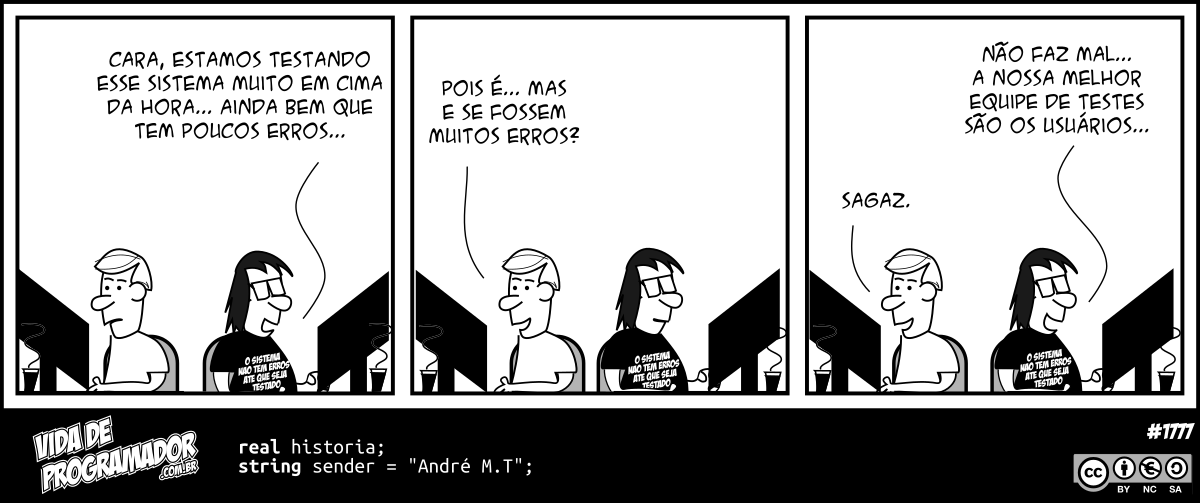 CARA, ESTAMOS TESTANDO
ESSE SISTEMA MUITO EM CIMA
DA HORA... AINDA BEM QUE
TEM POUCOS ERROS...
O SISTEMA
NÃO TEM ERROS
ATÉ QUE SEJA
TESTADO.
POIS É... MAS
E SE FOSSEM
MUITOS ERROS?
O SISTEMA
NÃO TEM ERROS
ATÉ QUE SEJA
TESTADO.
NÃO FAZ MAL...
A NOSSA MELHOR
EQUIPE DE TESTES
SÃO OS USUÁRIOS...
SAGAZ.
O SISTEMA
NÃO TEM ERROS
ATÉ QUE SEJA
TESTADO.
VIDA DE
PROGRAMADOR
.COM.BR
real historia;
string sender = "André M.T";
#1777
cc
BY NC SA